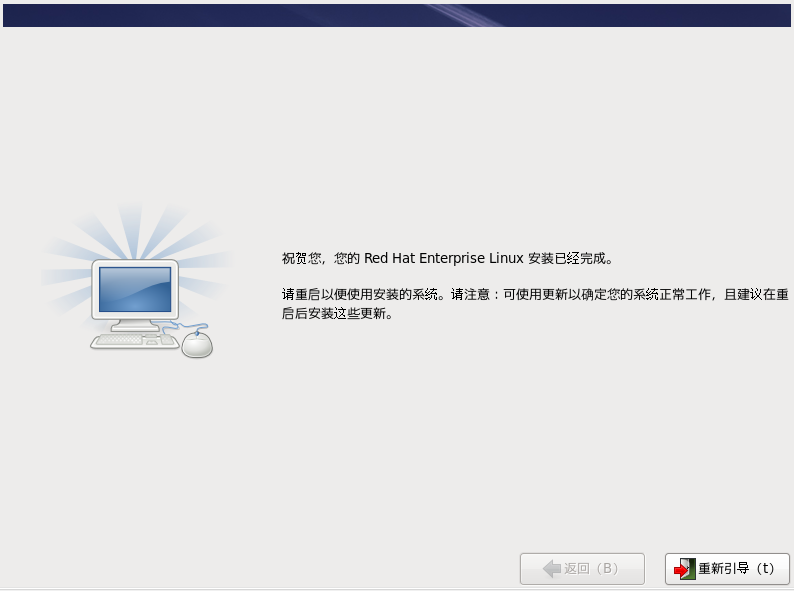 祝贺您，您的 Red Hat Enterprise Linux 安装已经完成。
请重启以便使用安装的系统。请注意：可使用更新以确定您的系统正常工作，且建议在重
启后安装这些更新。
返回（B）
重新引导（t）